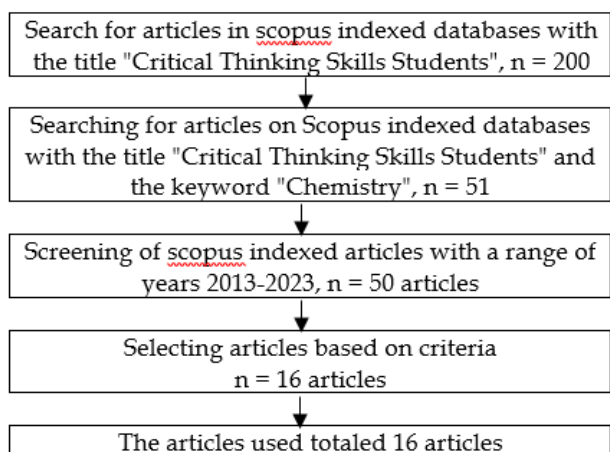 Search for articles in scopus indexed databases with
the title "Critical Thinking Skills Students", n = 200
Searching for articles on Scopus indexed databases
with the title "Critical Thinking Skills Students" and
the keyword "Chemistry", n = 51
Screening of scopus indexed articles with a range of
years 2013-2023, n = 50 articles
Selecting articles based on criteria
n = 16 articles
The articles used totaled 16 articles